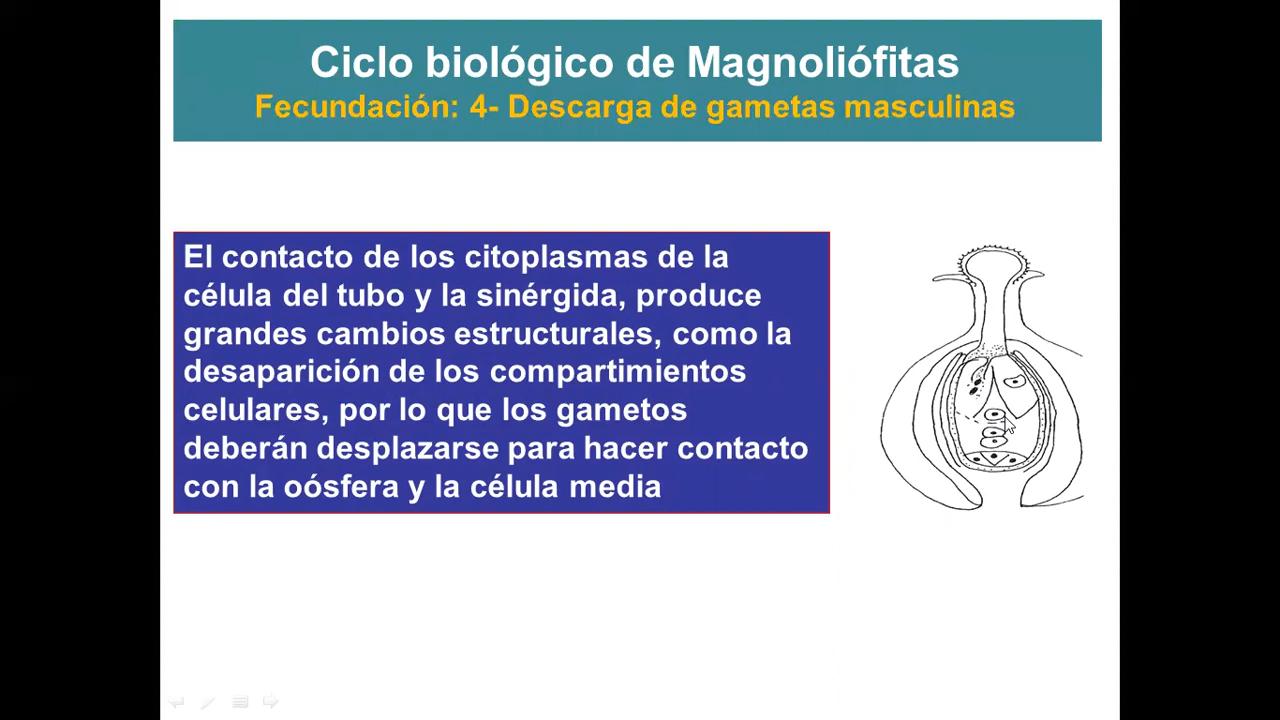 Ciclo biológico de Magnoliófitas
Fecundación: 4- Descarga de gametas masculinas
El contacto de los citoplasmas de la
célula del tubo y la sinérgida, produce
grandes cambios estructurales, como la
desaparición de los compartimientos
celulares, por lo que los gametos
deberán desplazarse para hacer contacto
con la oósfera y la célula media